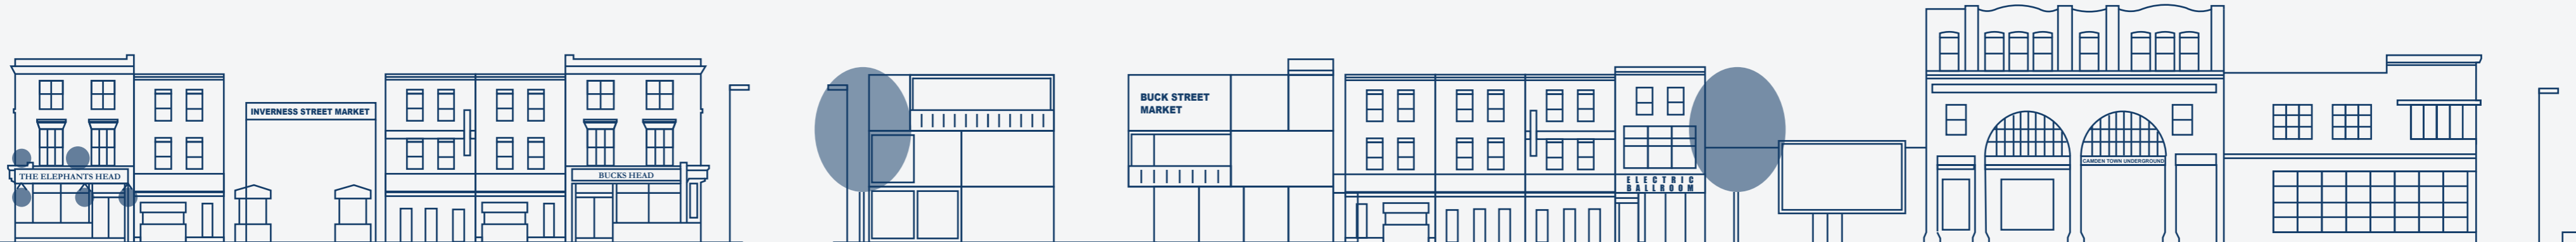 THE ELEPHANTS HEAD
INVERNESS STREET MARKET
BUCKS HEAD
BUCK STREET
MARKET
ELECTRIC
BALLROOM
CAMDEN TOWN UNDERGROUND